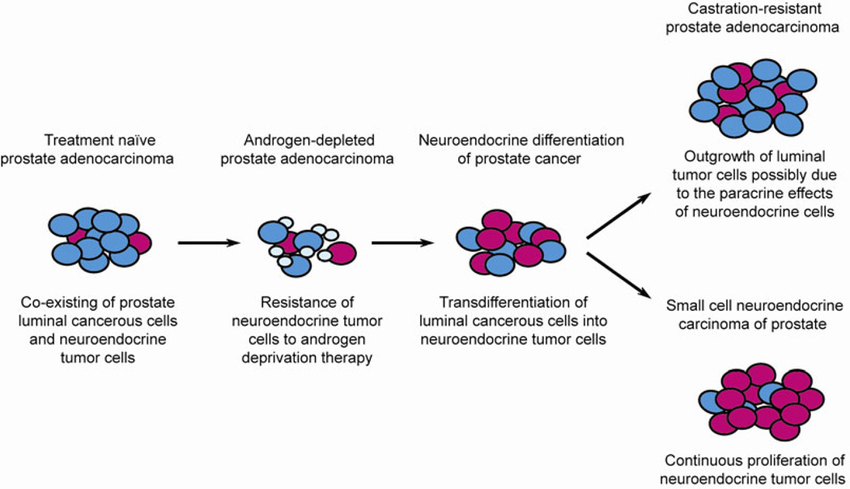 Treatment naïve
prostate adenocarcinoma
Co-existing of prostate
luminal cancerous cells
and neuroendocrine
tumor cells
Androgen-depleted
prostate adenocarcinoma
Resistance of
neuroendocrine tumor
cells to androgen
deprivation therapy
Neuroendocrine differentiation
of prostate cancer
Transdifferentiation of
luminal cancerous cells into
neuroendocrine tumor cells
Castration-resistant
prostate adenocarcinoma
Outgrowth of luminal
tumor cells possibly due
to the paracrine effects
of neuroendocrine cells
Small cell neuroendocrine
carcinoma of prostate
Continuous proliferation of
neuroendocrine tumor cells